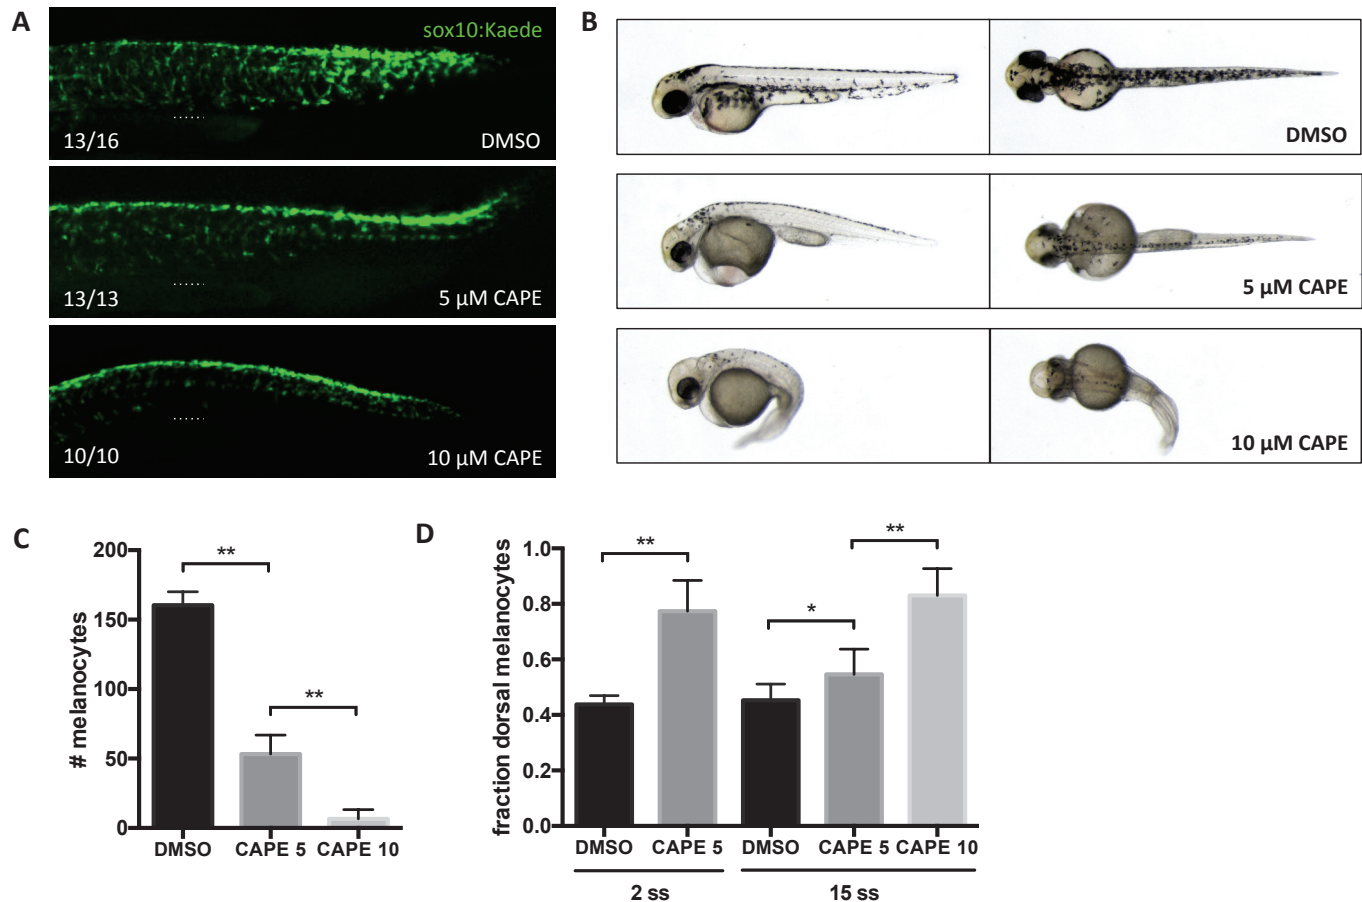 A
sox10:Kaede
13/16
DMSO
13/13
5 µM CAPE
10/10
10 µM CAPE
B
DMSO
5 µM CAPE
10 µM CAPE
C
# melanocytes
200
150
100
50
0
**
**
DMSO
CAPE 5
CAPE 10
D
fraction dorsal melanocytes
1.0
0.8
0.6
0.4
0.2
0.0
**
*
**
DMSO
CAPE 5
DMSO
CAPE 5
CAPE 10
2 ss
15 ss